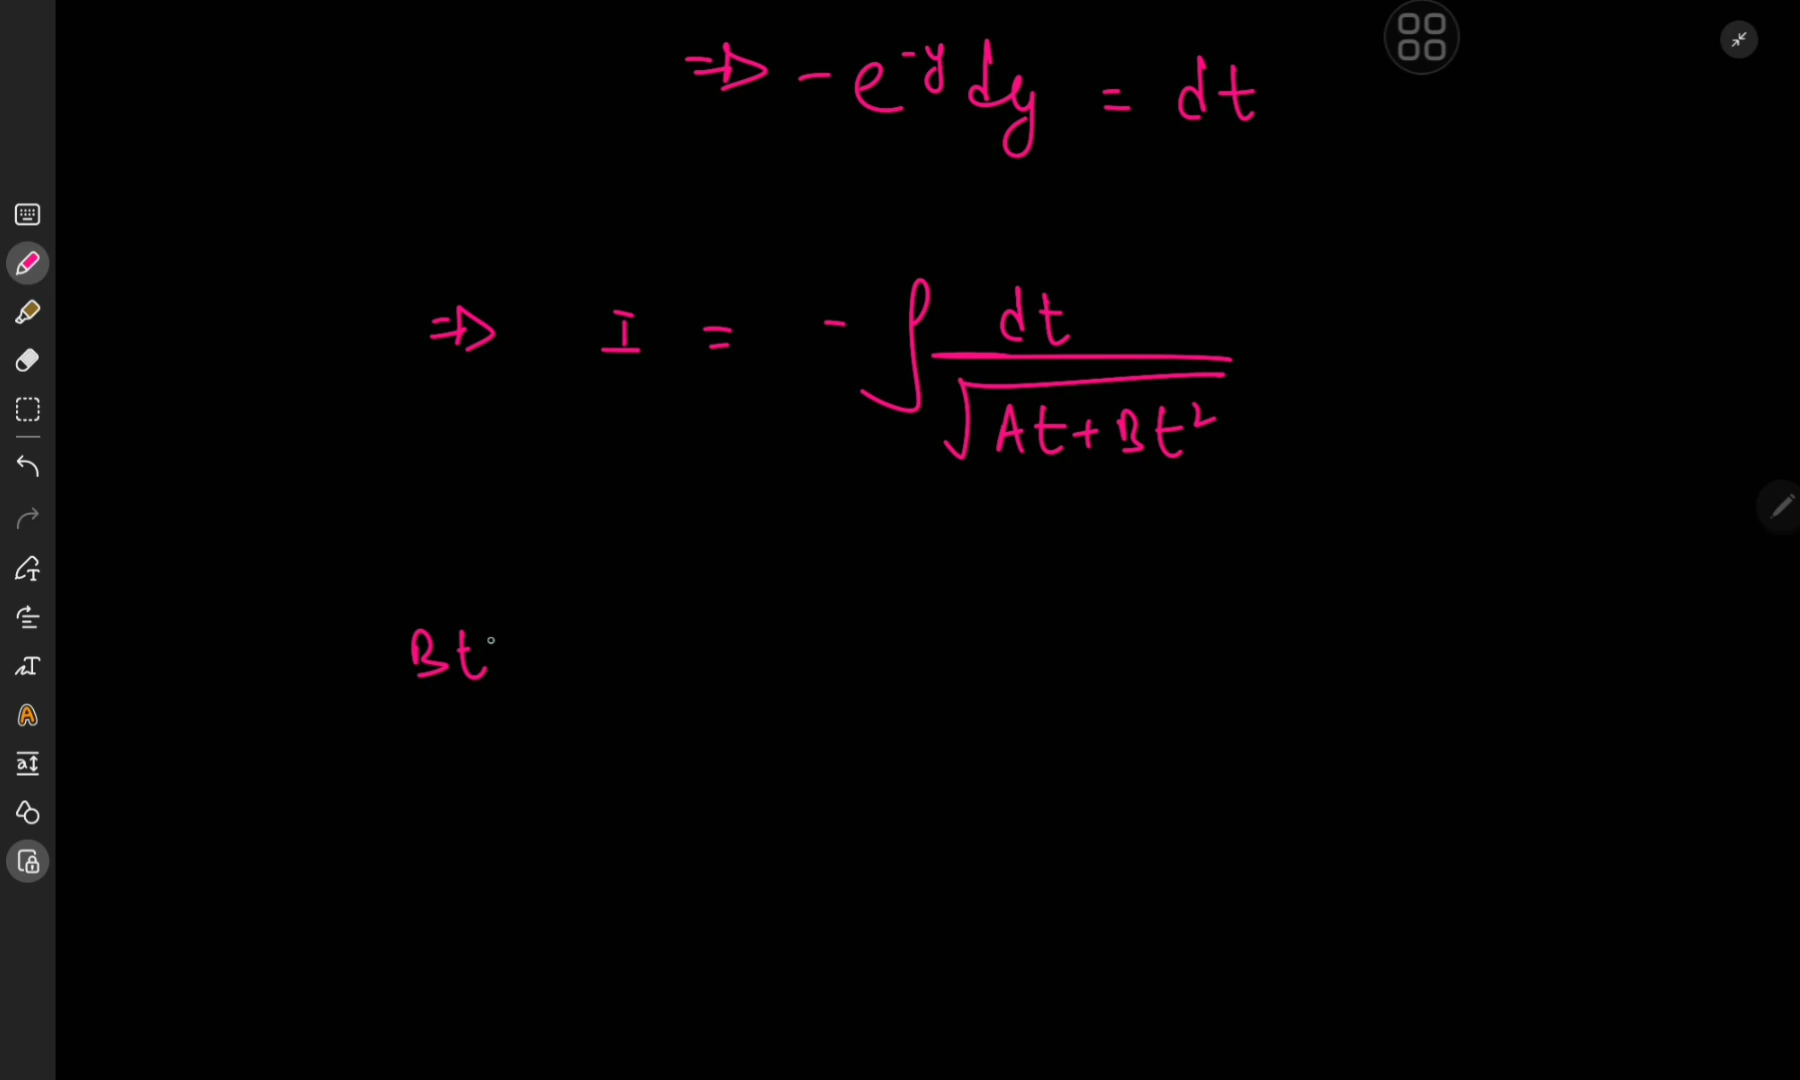 ⇒ - e^{-y} dy = dt
⇒ I = - ∫ dt / √(At + Bt²)
Bt